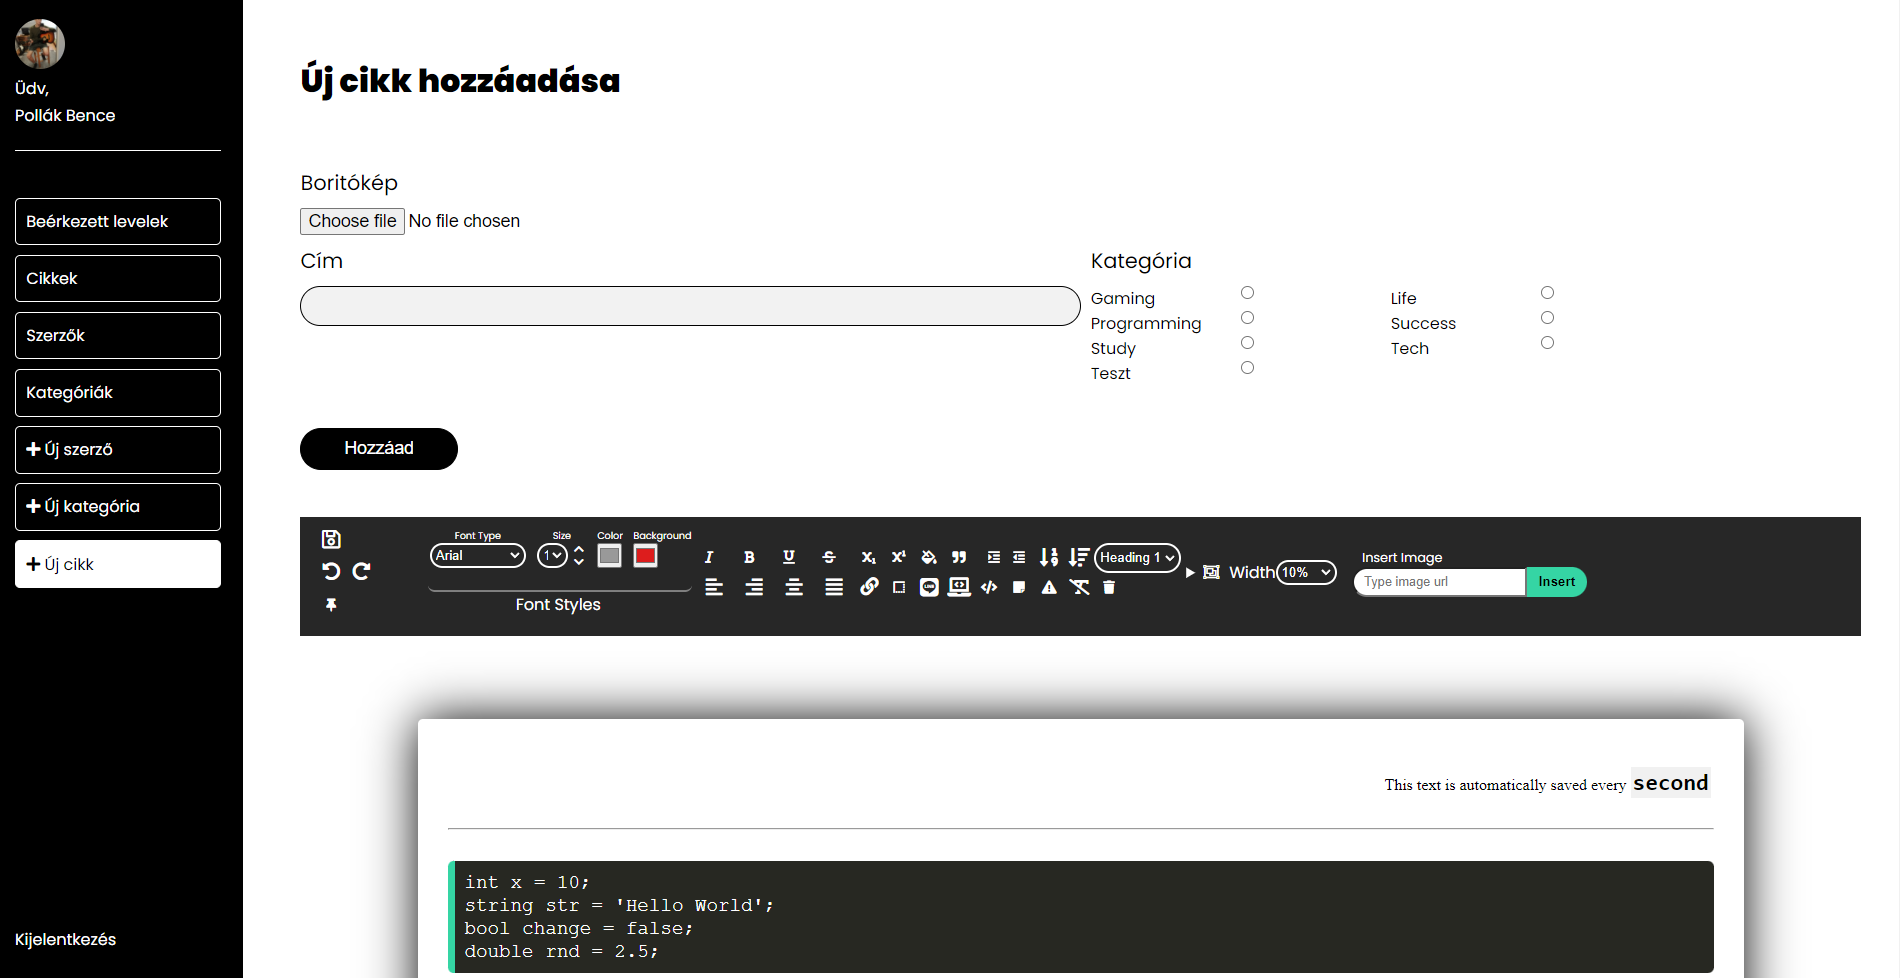 Üdv,
Pollák Bence
Beérkezett levelek
Cikkek
Szerzők
Kategóriák
Új szerző
Új kategória
Új cikk
Kijelentkezés
Új cikk hozzáadása
Boritókép
Choose file No file chosen
Cím
Kategória
Gaming
Life
Programming
Success
Study
Tech
Teszt
Hozzáad
Font Type Size Color Background
Arial 1
Font Styles
Heading 1
Width 10%
Insert Image
Type image url Insert
This text is automatically saved every second
int x = 10;
string str = 'Hello World';
bool change = false;
double rnd = 2.5;